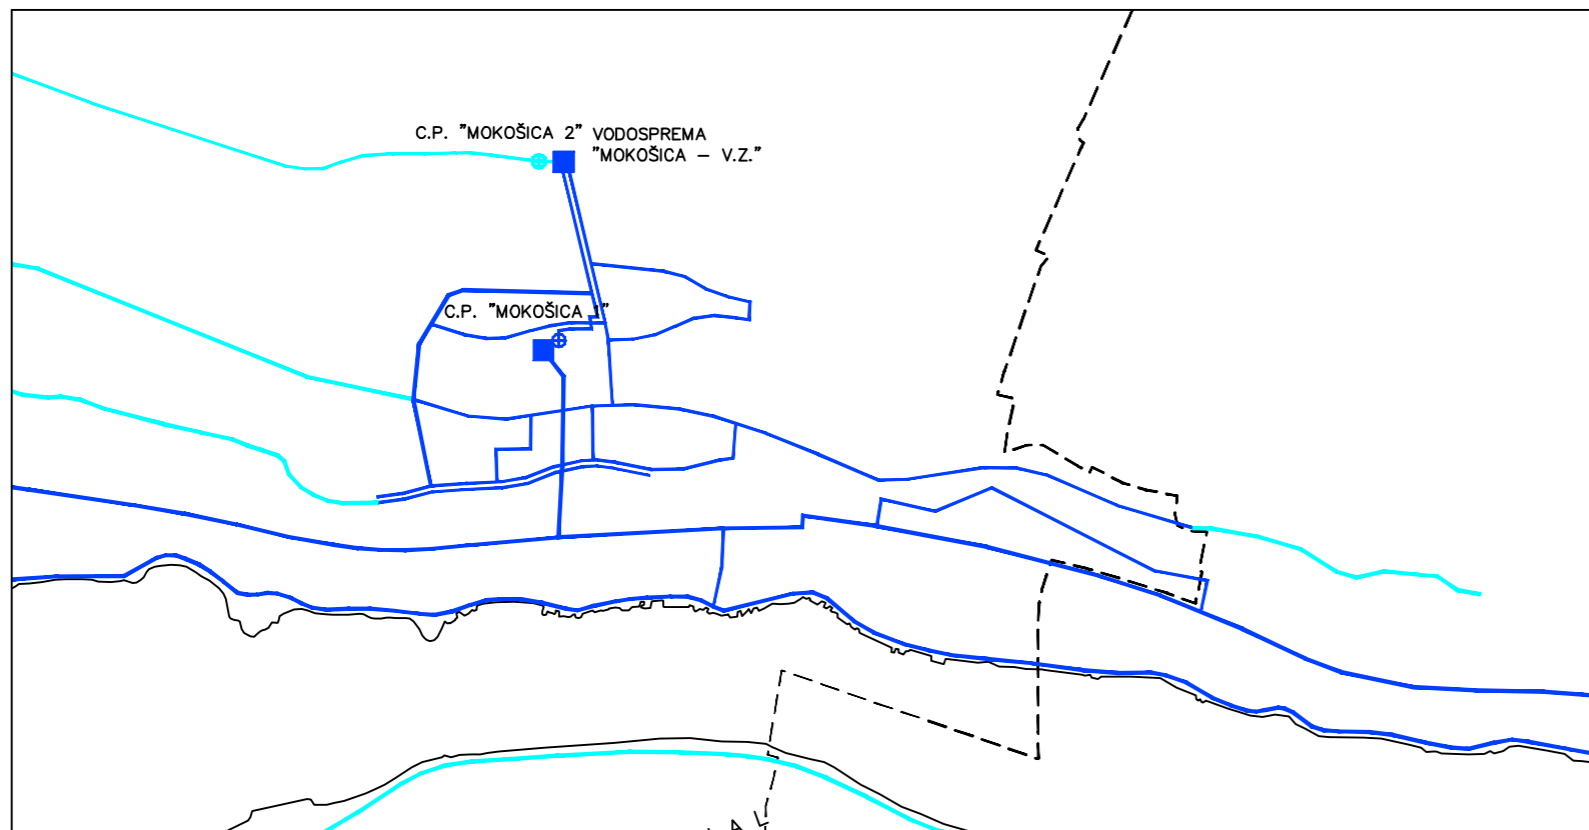 C.P. "MOKOŠICA 2" VODOSPREMA
"MOKOŠICA – V.Z."
C.P. "MOKOŠICA 1"